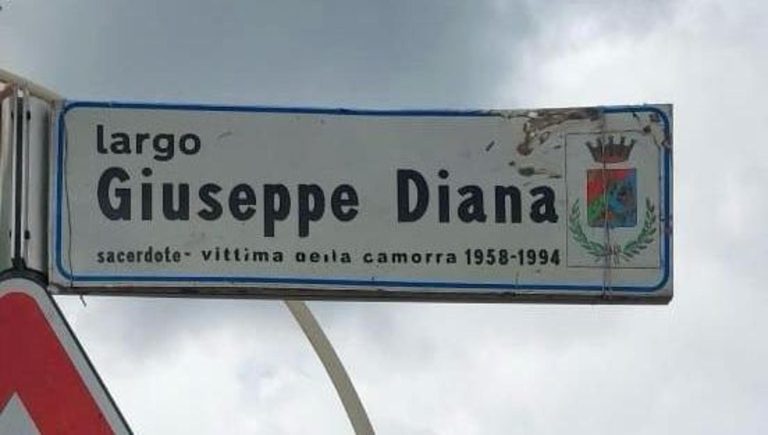 largo
Giuseppe Diana
sacerdote - vittima della camorra 1958-1994